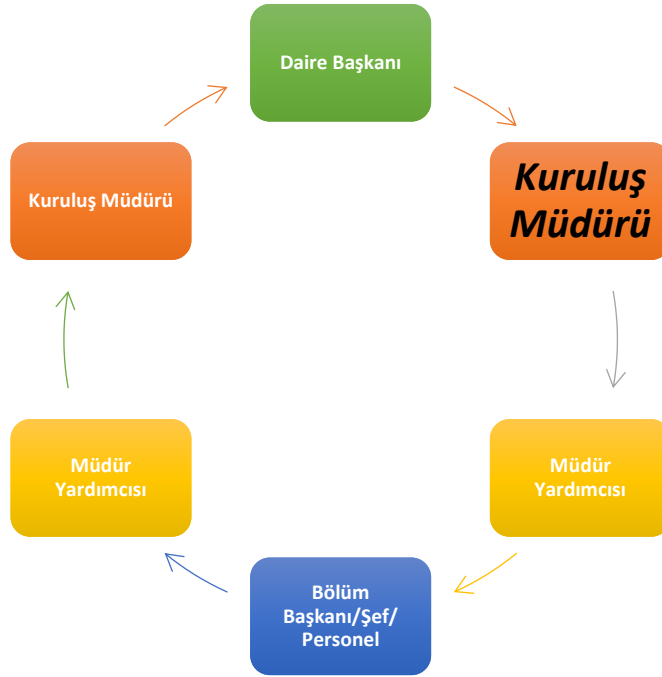 Daire Başkanı
Kuruluş Müdürü
Kuruluş
Müdürü
Müdür
Yardımcısı
Müdür
Yardımcısı
Bölüm
Başkanı/Şef/
Personel